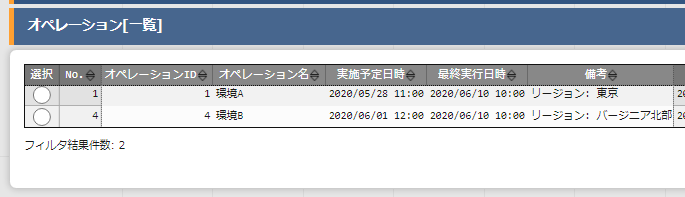 オペレーション[一覧]
選択 No. オペレーションID オペレーション名 実施予定日時 最終実行日時 備考
1 1 環境A 2020/05/28 11:00 2020/06/10 10:00 リージョン: 東京 20
4 4 環境B 2020/06/01 12:00 2020/06/10 10:00 リージョン: バージニア北部 20
フィルタ結果件数: 2